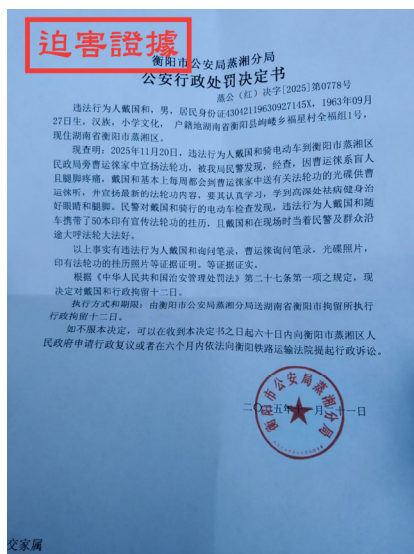 迫害證據
衡阳市公安局蒸湘分局
公安行政处罚决定书
蒸公（红）决字[2025]第0778号
违法行为人戴国和，男，居民身份证43042119630927145X，1963年09月
27日生，汉族，小学文化， 户籍地湖南省衡阳县岣嵝乡福星村全福组1号，
现住湖南省衡阳市蒸湘区。
现查明：2025年11月20日，违法行为人戴国和骑电动车到衡阳市蒸湘区
民政局旁曹运徕家中宣扬法轮功，被我局民警发现，经查，因曹运徕系盲人
且腿脚疼痛，戴国和基本上每周都会到曹运徕家中送有关法轮功的光碟供曹
运徕听，并宣扬最新的法轮功内容，要其认真学习，学到高深处祛病健身治
好眼睛和腿脚。民警对戴国和骑行的电动车检查发现，违法行为人戴国和随
车携带了50本印有宣传法轮功的挂历，且戴国和在现场时当着民警及群众沿
途大呼法轮大法好。
以上事实有违法行为人戴国和询问笔录，曹运徕询问笔录，光碟照片，
印有法轮功的挂历照片等证据证明。等证据证实。
根据《中华人民共和国治安管理处罚法》第二十七条第一项之规定，现
决定对戴国和行政拘留十二日。
执行方式和期限：由衡阳市公安局蒸湘分局送湖南省衡阳市拘留所执行
行政拘留十二日。
如不服本决定，可以在收到本决定书之日起六十日内向衡阳市蒸湘区人
民政府申请行政复议或者在六个月内依法向衡阳铁路运输法院提起行政诉讼。
衡阳市公安局蒸湘分局
二〇二五年十一月二十一日
交家属